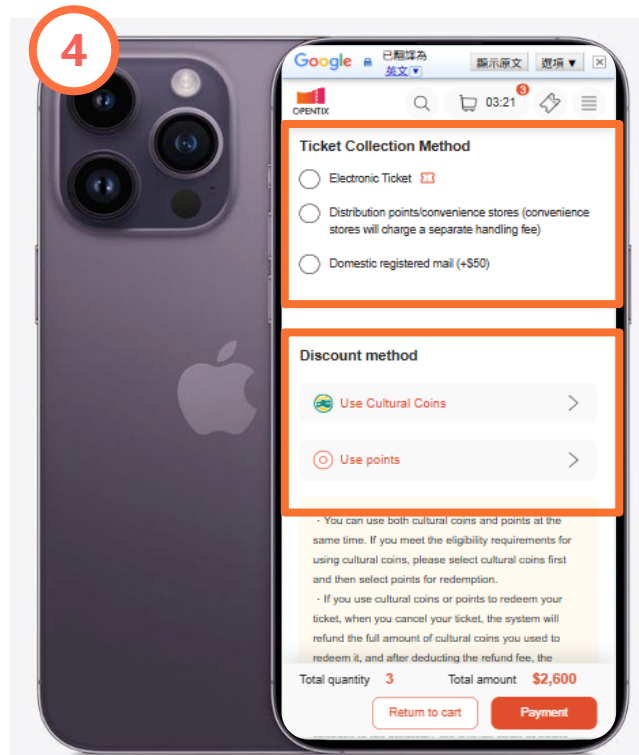 4
Google 已翻譯為 英文 ▼ 顯示原文 選項 ▼
OPENTIX 03:21 3
Ticket Collection Method
Electronic Ticket
Distribution points/convenience stores (convenience
stores will charge a separate handling fee)
Domestic registered mail (+$50)
Discount method
Use Cultural Coins
Use points
· You can use both cultural coins and points at the
same time. If you meet the eligibility requirements for
using cultural coins, please select cultural coins first
and then select points for redemption.
· If you use cultural coins or points to redeem your
ticket, when you cancel your ticket, the system will
refund the full amount of cultural coins you used to
redeem it, and after deducting the refund fee, the
Total quantity 3 Total amount $2,600
Return to cart Payment